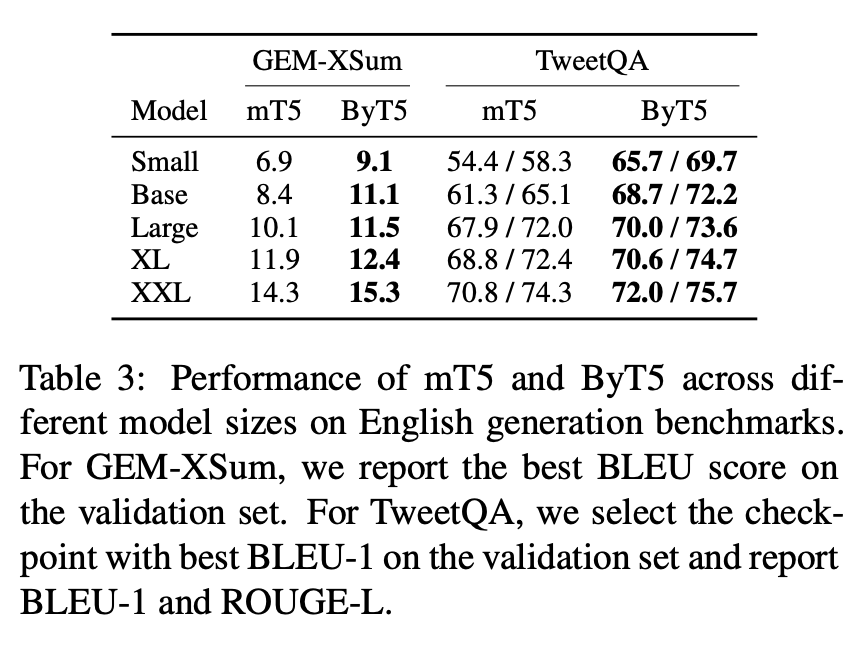 GEM-XSum TweetQA
Model mT5 ByT5 mT5 ByT5
Small 6.9 9.1 54.4 / 58.3 65.7 / 69.7
Base 8.4 11.1 61.3 / 65.1 68.7 / 72.2
Large 10.1 11.5 67.9 / 72.0 70.0 / 73.6
XL 11.9 12.4 68.8 / 72.4 70.6 / 74.7
XXL 14.3 15.3 70.8 / 74.3 72.0 / 75.7
Table 3: Performance of mT5 and ByT5 across dif-
ferent model sizes on English generation benchmarks.
For GEM-XSum, we report the best BLEU score on
the validation set. For TweetQA, we select the check-
point with best BLEU-1 on the validation set and report
BLEU-1 and ROUGE-L.